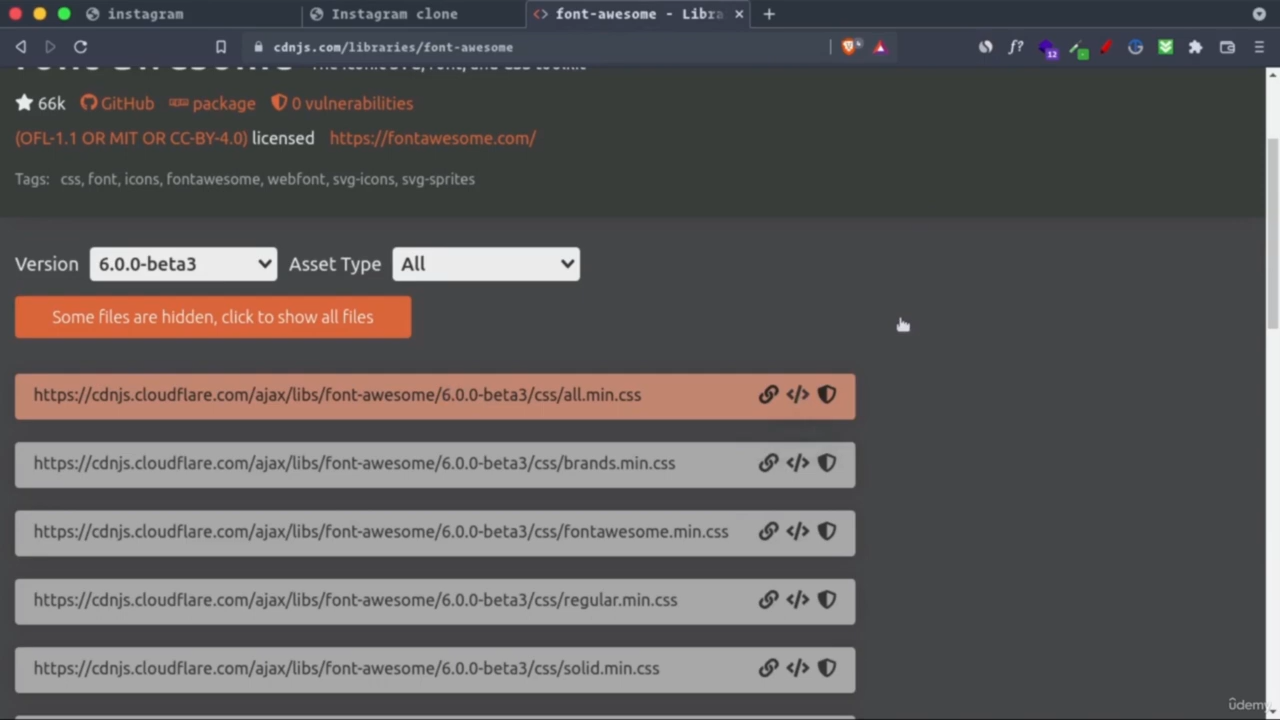 instagram
Instagram clone
font-awesome - Libra
cdnjs.com/libraries/font-awesome
12
66k GitHub package 0 vulnerabilities
(OFL-1.1 OR MIT OR CC-BY-4.0) licensed https://fontawesome.com/
Tags: css, font, icons, fontawesome, webfont, svg-icons, svg-sprites
Version 6.0.0-beta3 Asset Type All
Some files are hidden, click to show all files
https://cdnjs.cloudflare.com/ajax/libs/font-awesome/6.0.0-beta3/css/all.min.css
https://cdnjs.cloudflare.com/ajax/libs/font-awesome/6.0.0-beta3/css/brands.min.css
https://cdnjs.cloudflare.com/ajax/libs/font-awesome/6.0.0-beta3/css/fontawesome.min.css
https://cdnjs.cloudflare.com/ajax/libs/font-awesome/6.0.0-beta3/css/regular.min.css
https://cdnjs.cloudflare.com/ajax/libs/font-awesome/6.0.0-beta3/css/solid.min.css
ûdemy